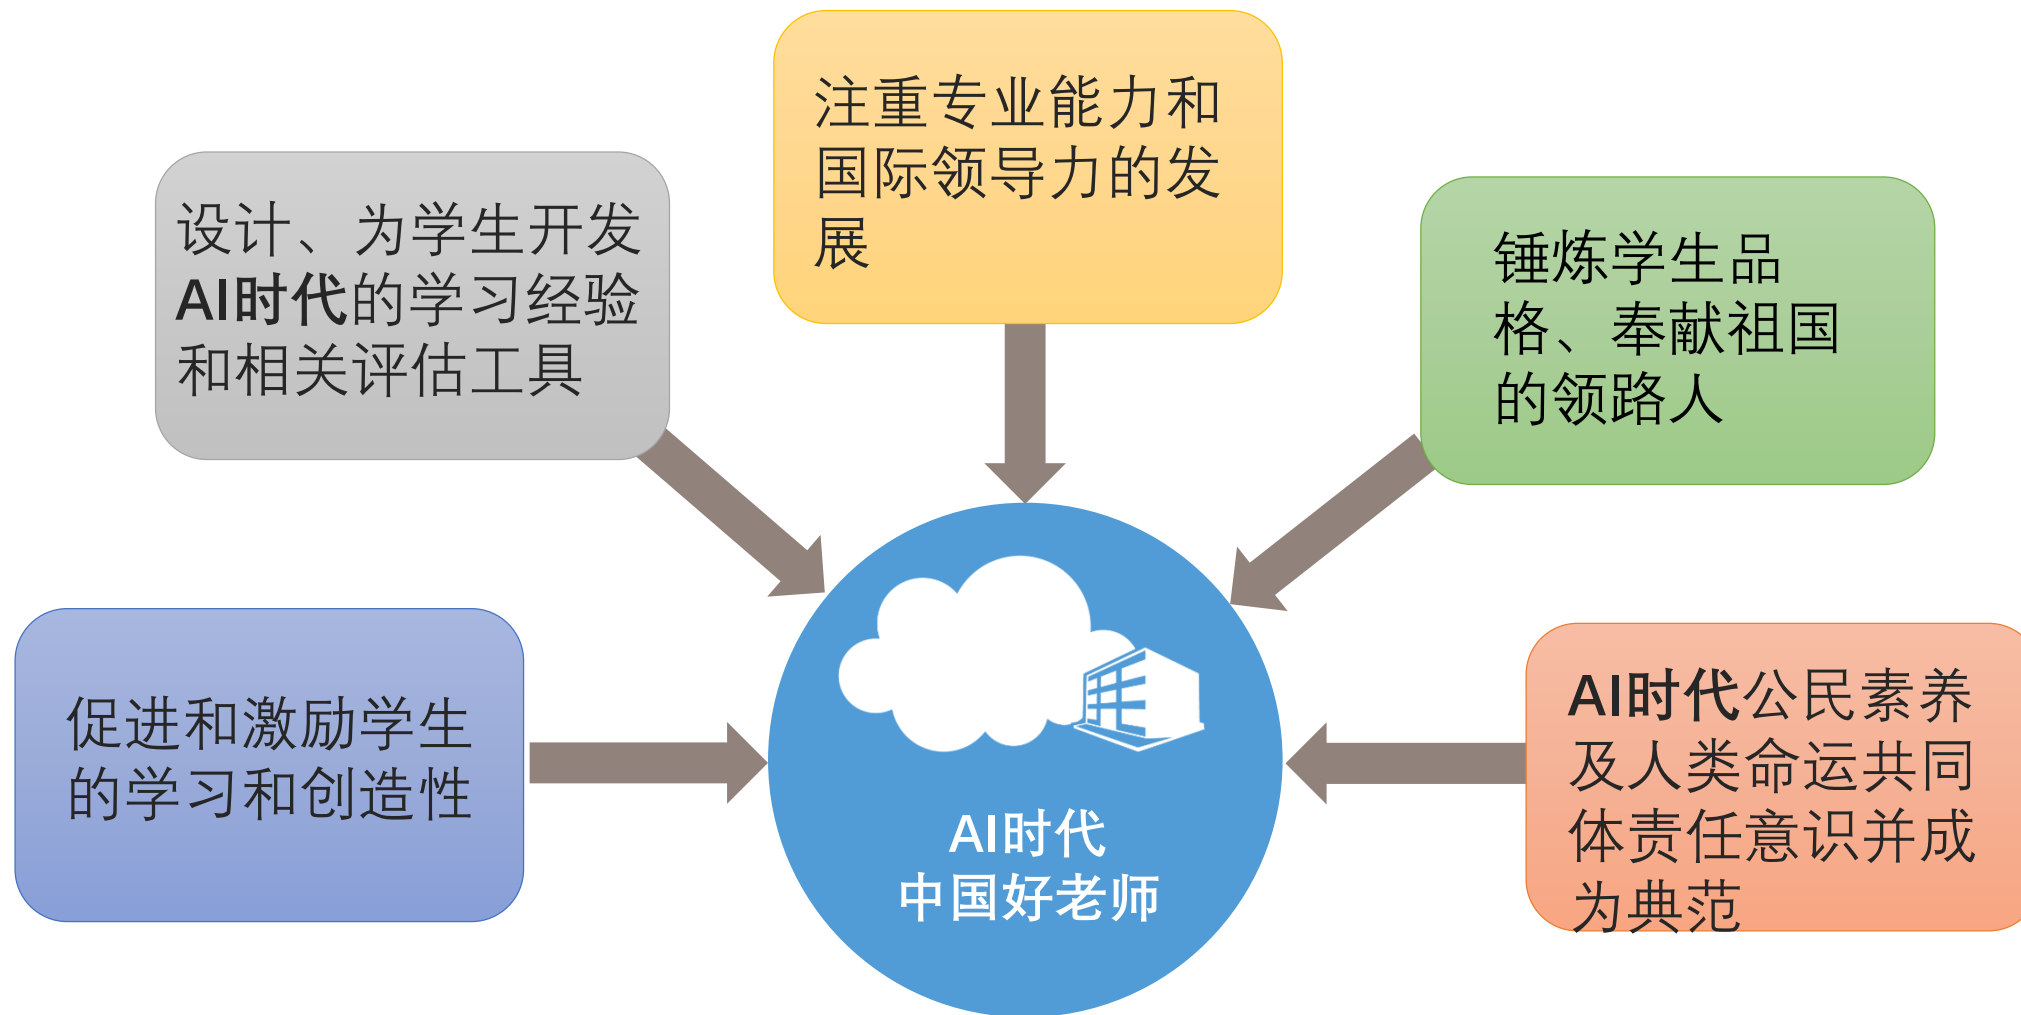 注重专业能力和
国际领导力的发
展
设计、为学生开发
AI时代的学习经验
和相关评估工具
锤炼学生品
格、奉献祖国
的领路人
促进和激励学生
的学习和创造性
AI时代公民素养
及人类命运共同
体责任意识并成
为典范
AI时代
中国好老师